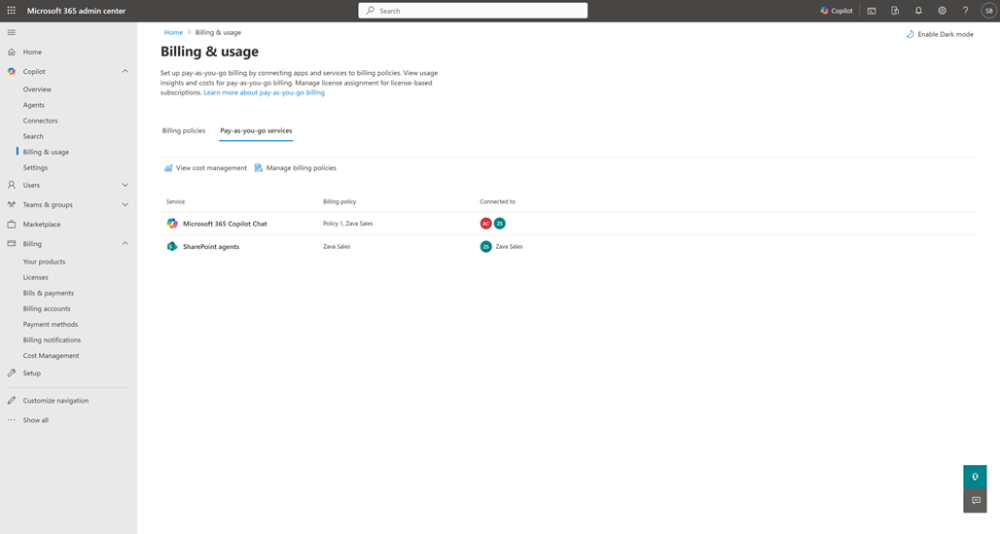 Microsoft 365 admin center
Search
Copilot
SB
Home
Copilot
Overview
Agents
Connectors
Search
Billing & usage
Settings
Users
Teams & groups
Marketplace
Billing
Your products
Licenses
Bills & payments
Billing accounts
Payment methods
Billing notifications
Cost Management
Setup
Customize navigation
Show all
Home > Billing & usage
Enable Dark mode
Billing & usage
Set up pay-as-you-go billing by connecting apps and services to billing policies. View usage
insights and costs for pay-as-you-go billing. Manage license assignment for license-based
subscriptions. Learn more about pay-as-you-go billing
Billing policies Pay-as-you-go services
View cost management Manage billing policies
Service Billing policy Connected to
Microsoft 365 Copilot Chat Policy 1, Zava Sales AC ZS
SharePoint agents Zava Sales ZS Zava Sales